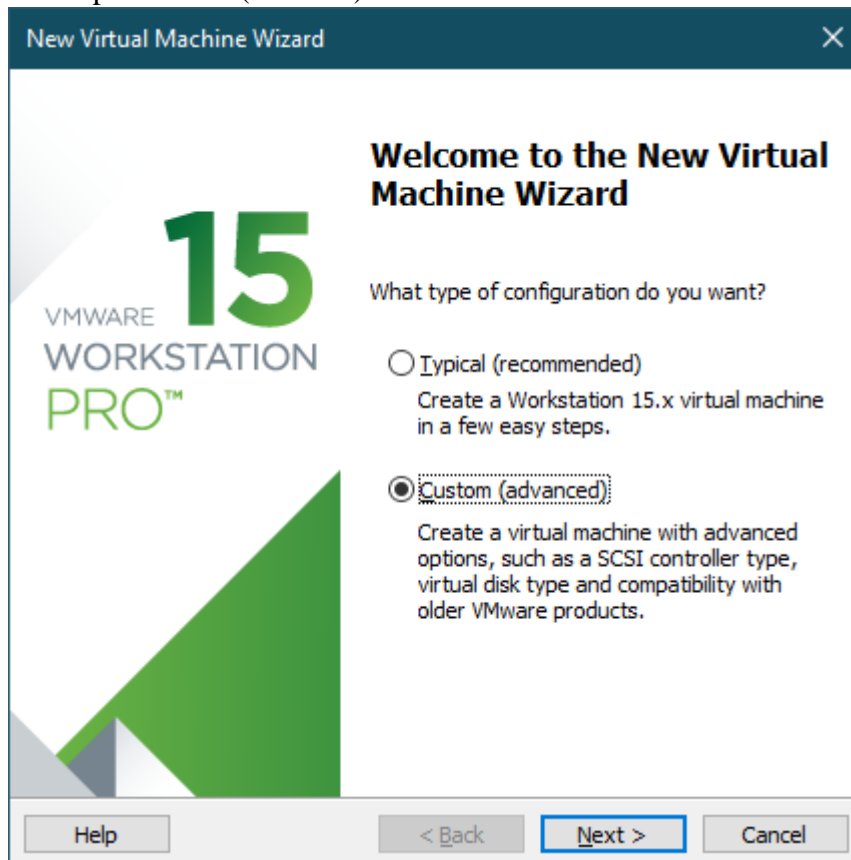 New Virtual Machine Wizard
Welcome to the New Virtual
Machine Wizard
15
VMWARE
WORKSTATION
PRO™
What type of configuration do you want?
Typical (recommended)
Create a Workstation 15.x virtual machine
in a few easy steps.
Custom (advanced)
Create a virtual machine with advanced
options, such as a SCSI controller type,
virtual disk type and compatibility with
older VMware products.
Help
< Back
Next >
Cancel